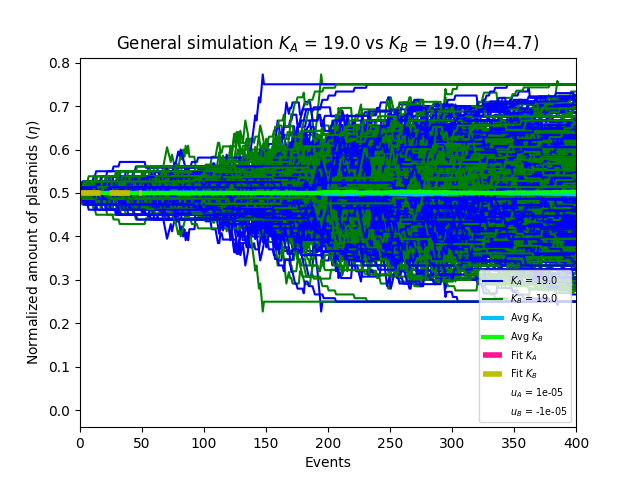 General simulation K_A = 19.0 vs K_B = 19.0 (h=4.7)
0.8
0.7
0.6
0.5
0.4
0.3
0.2
0.1
0.0
Normalized amount of plasmids (η)
K_A = 19.0
K_B = 19.0
Avg K_A
Avg K_B
Fit K_A
Fit K_B
u_A = 1e-05
u_B = -1e-05
0 50 100 150 200 250 300 350 400
Events